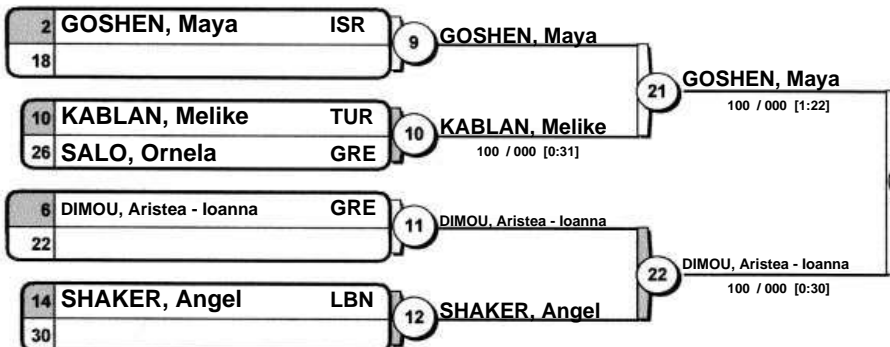 2 GOSHEN, Maya ISR
18
9
GOSHEN, Maya
10 KABLAN, Melike TUR
26 SALO, Ornela GRE
10
KABLAN, Melike
100 / 000 [0:31]
21
GOSHEN, Maya
100 / 000 [1:22]
6 DIMOU, Aristea - Ioanna GRE
22
11
DIMOU, Aristea - Ioanna
14 SHAKER, Angel LBN
30
12
SHAKER, Angel
22
DIMOU, Aristea - Ioanna
100 / 000 [0:30]